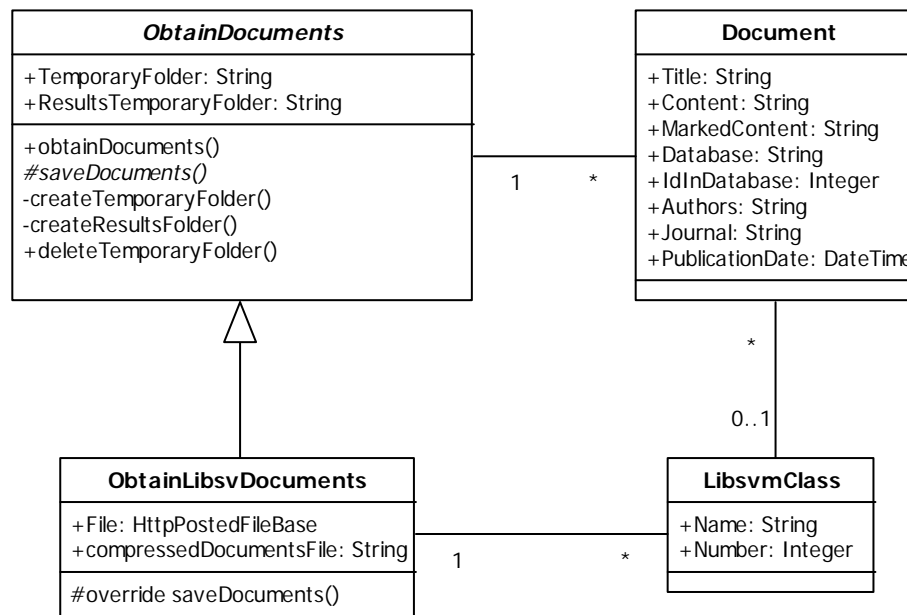 ObtainDocuments
+TemporaryFolder: String
+ResultsTemporaryFolder: String
+obtainDocuments()
#saveDocuments()
-createTemporaryFolder()
-createResultsFolder()
+deleteTemporaryFolder()
1 *
Document
+Title: String
+Content: String
+MarkedContent: String
+Database: String
+IdInDatabase: Integer
+Authors: String
+Journal: String
+PublicationDate: DateTime
*
0..1
ObtainLibsvDocuments
+File: HttpPostedFileBase
+compressedDocumentsFile: String
#override saveDocuments()
1 *
LibsvmClass
+Name: String
+Number: Integer